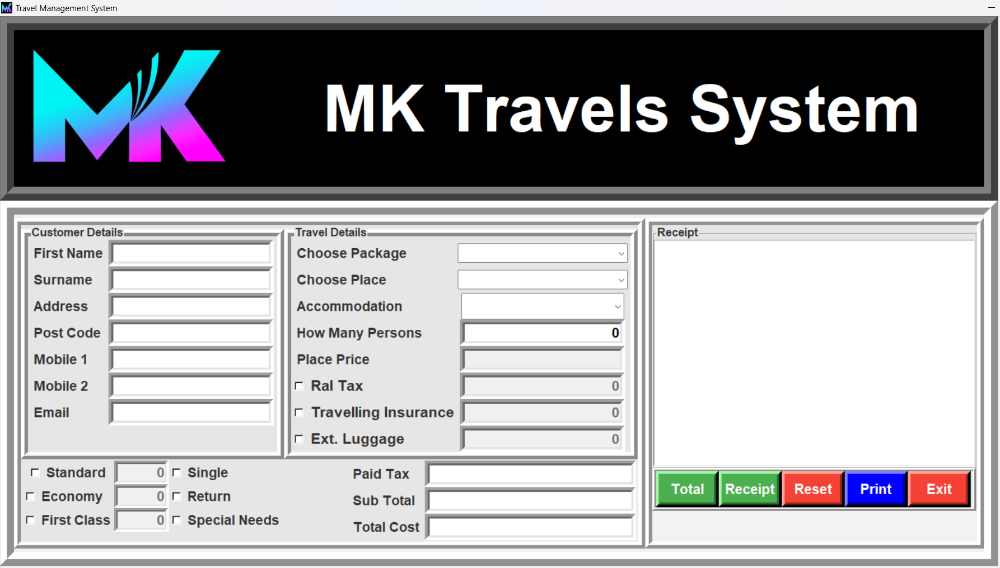 Travel Management System
MK
MK Travels System
Customer Details
First Name
Surname
Address
Post Code
Mobile 1
Mobile 2
Email
Travel Details
Choose Package
Choose Place
Accommodation
How Many Persons 0
Place Price
Ral Tax 0
Travelling Insurance 0
Ext. Luggage 0
Standard 0 Single
Economy 0 Return
First Class 0 Special Needs
Paid Tax
Sub Total
Total Cost
Receipt
Total Receipt Reset Print Exit